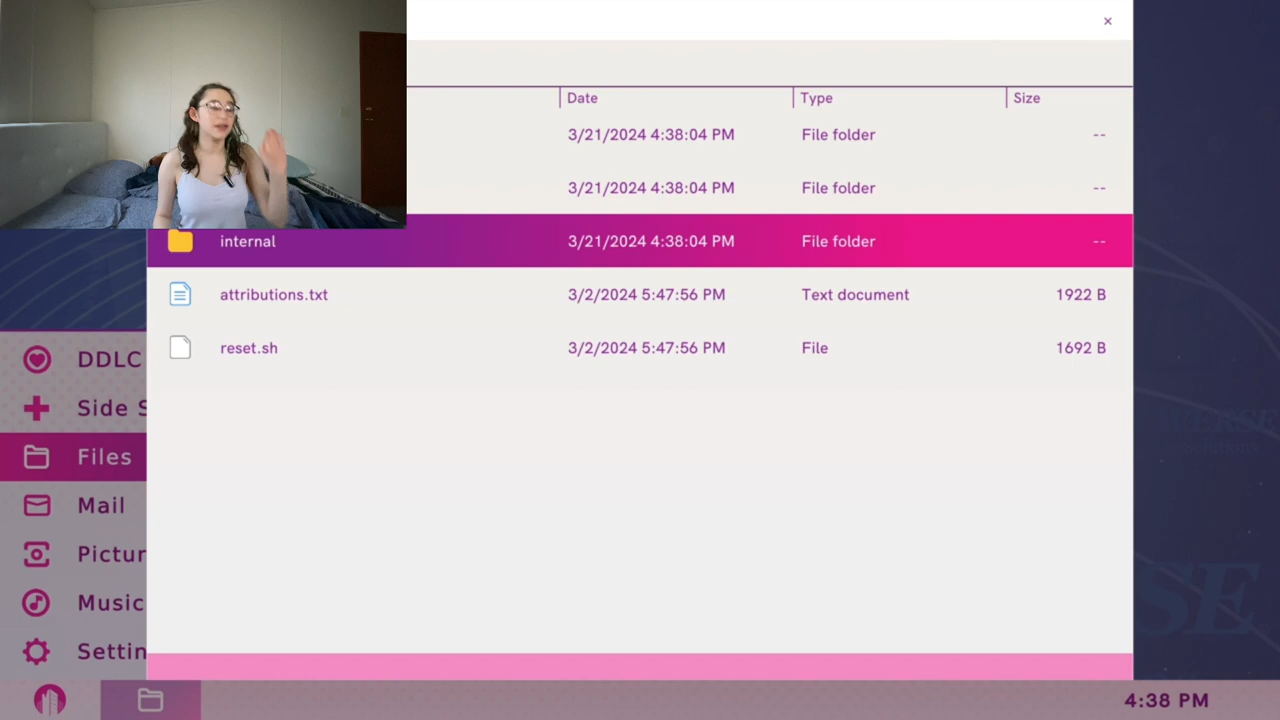 ×
Date Type Size
3/21/2024 4:38:04 PM File folder --
3/21/2024 4:38:04 PM File folder --
internal 3/21/2024 4:38:04 PM File folder --
attributions.txt 3/2/2024 5:47:56 PM Text document 1922 B
reset.sh 3/2/2024 5:47:56 PM File 1692 B
DDLC
Side S
Files
Mail
Pictur
Music
Settin
4:38 PM